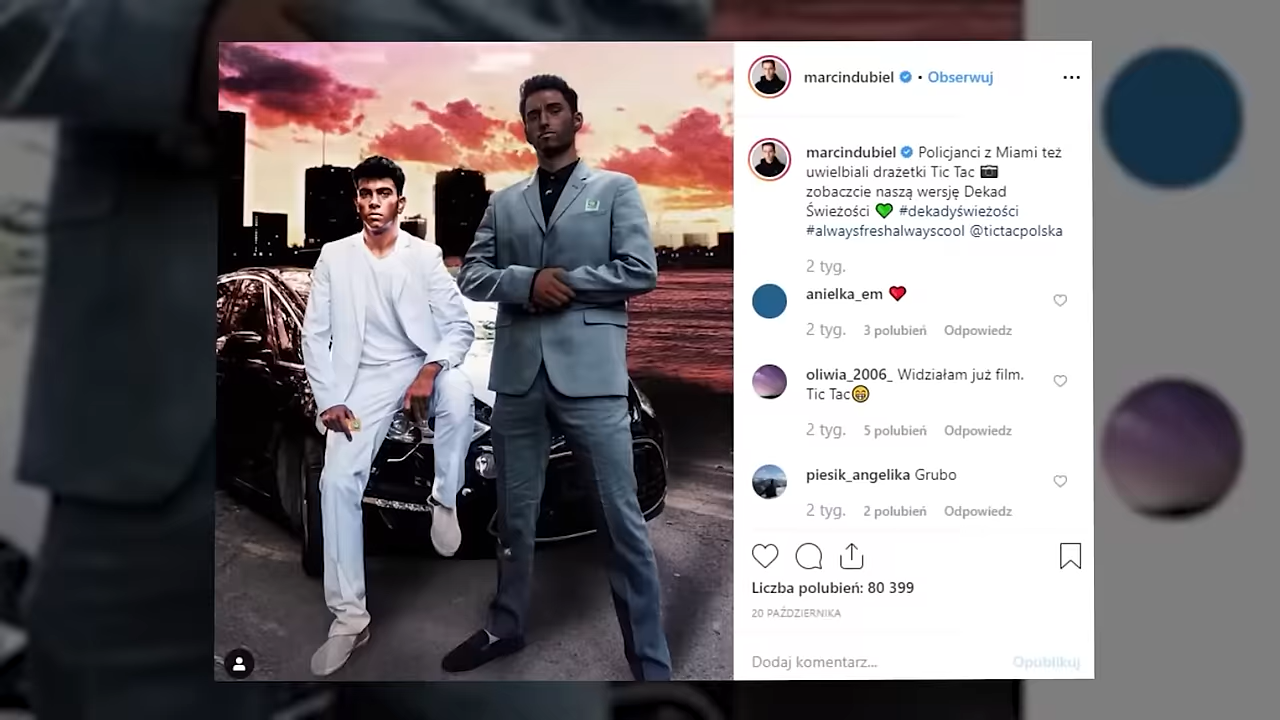 marcindubiel • Obserwuj
marcindubiel Policjanci z Miami też
uwielbiali drażetki Tic Tac 📷
zobaczcie naszą wersję Dekad
Świeżości 💚 #dekadyświeżości
#alwaysfreshalwayscool @tictacpolska
2 tyg.
anielka_em ❤️
2 tyg. 3 polubień Odpowiedz
oliwia_2006_ Widziałam już film.
Tic Tac😁
2 tyg. 5 polubień Odpowiedz
piesik_angelika Grubo
2 tyg. 2 polubień Odpowiedz
Liczba polubień: 80 399
20 PAŹDZIERNIKA
Dodaj komentarz...
Opublikuj